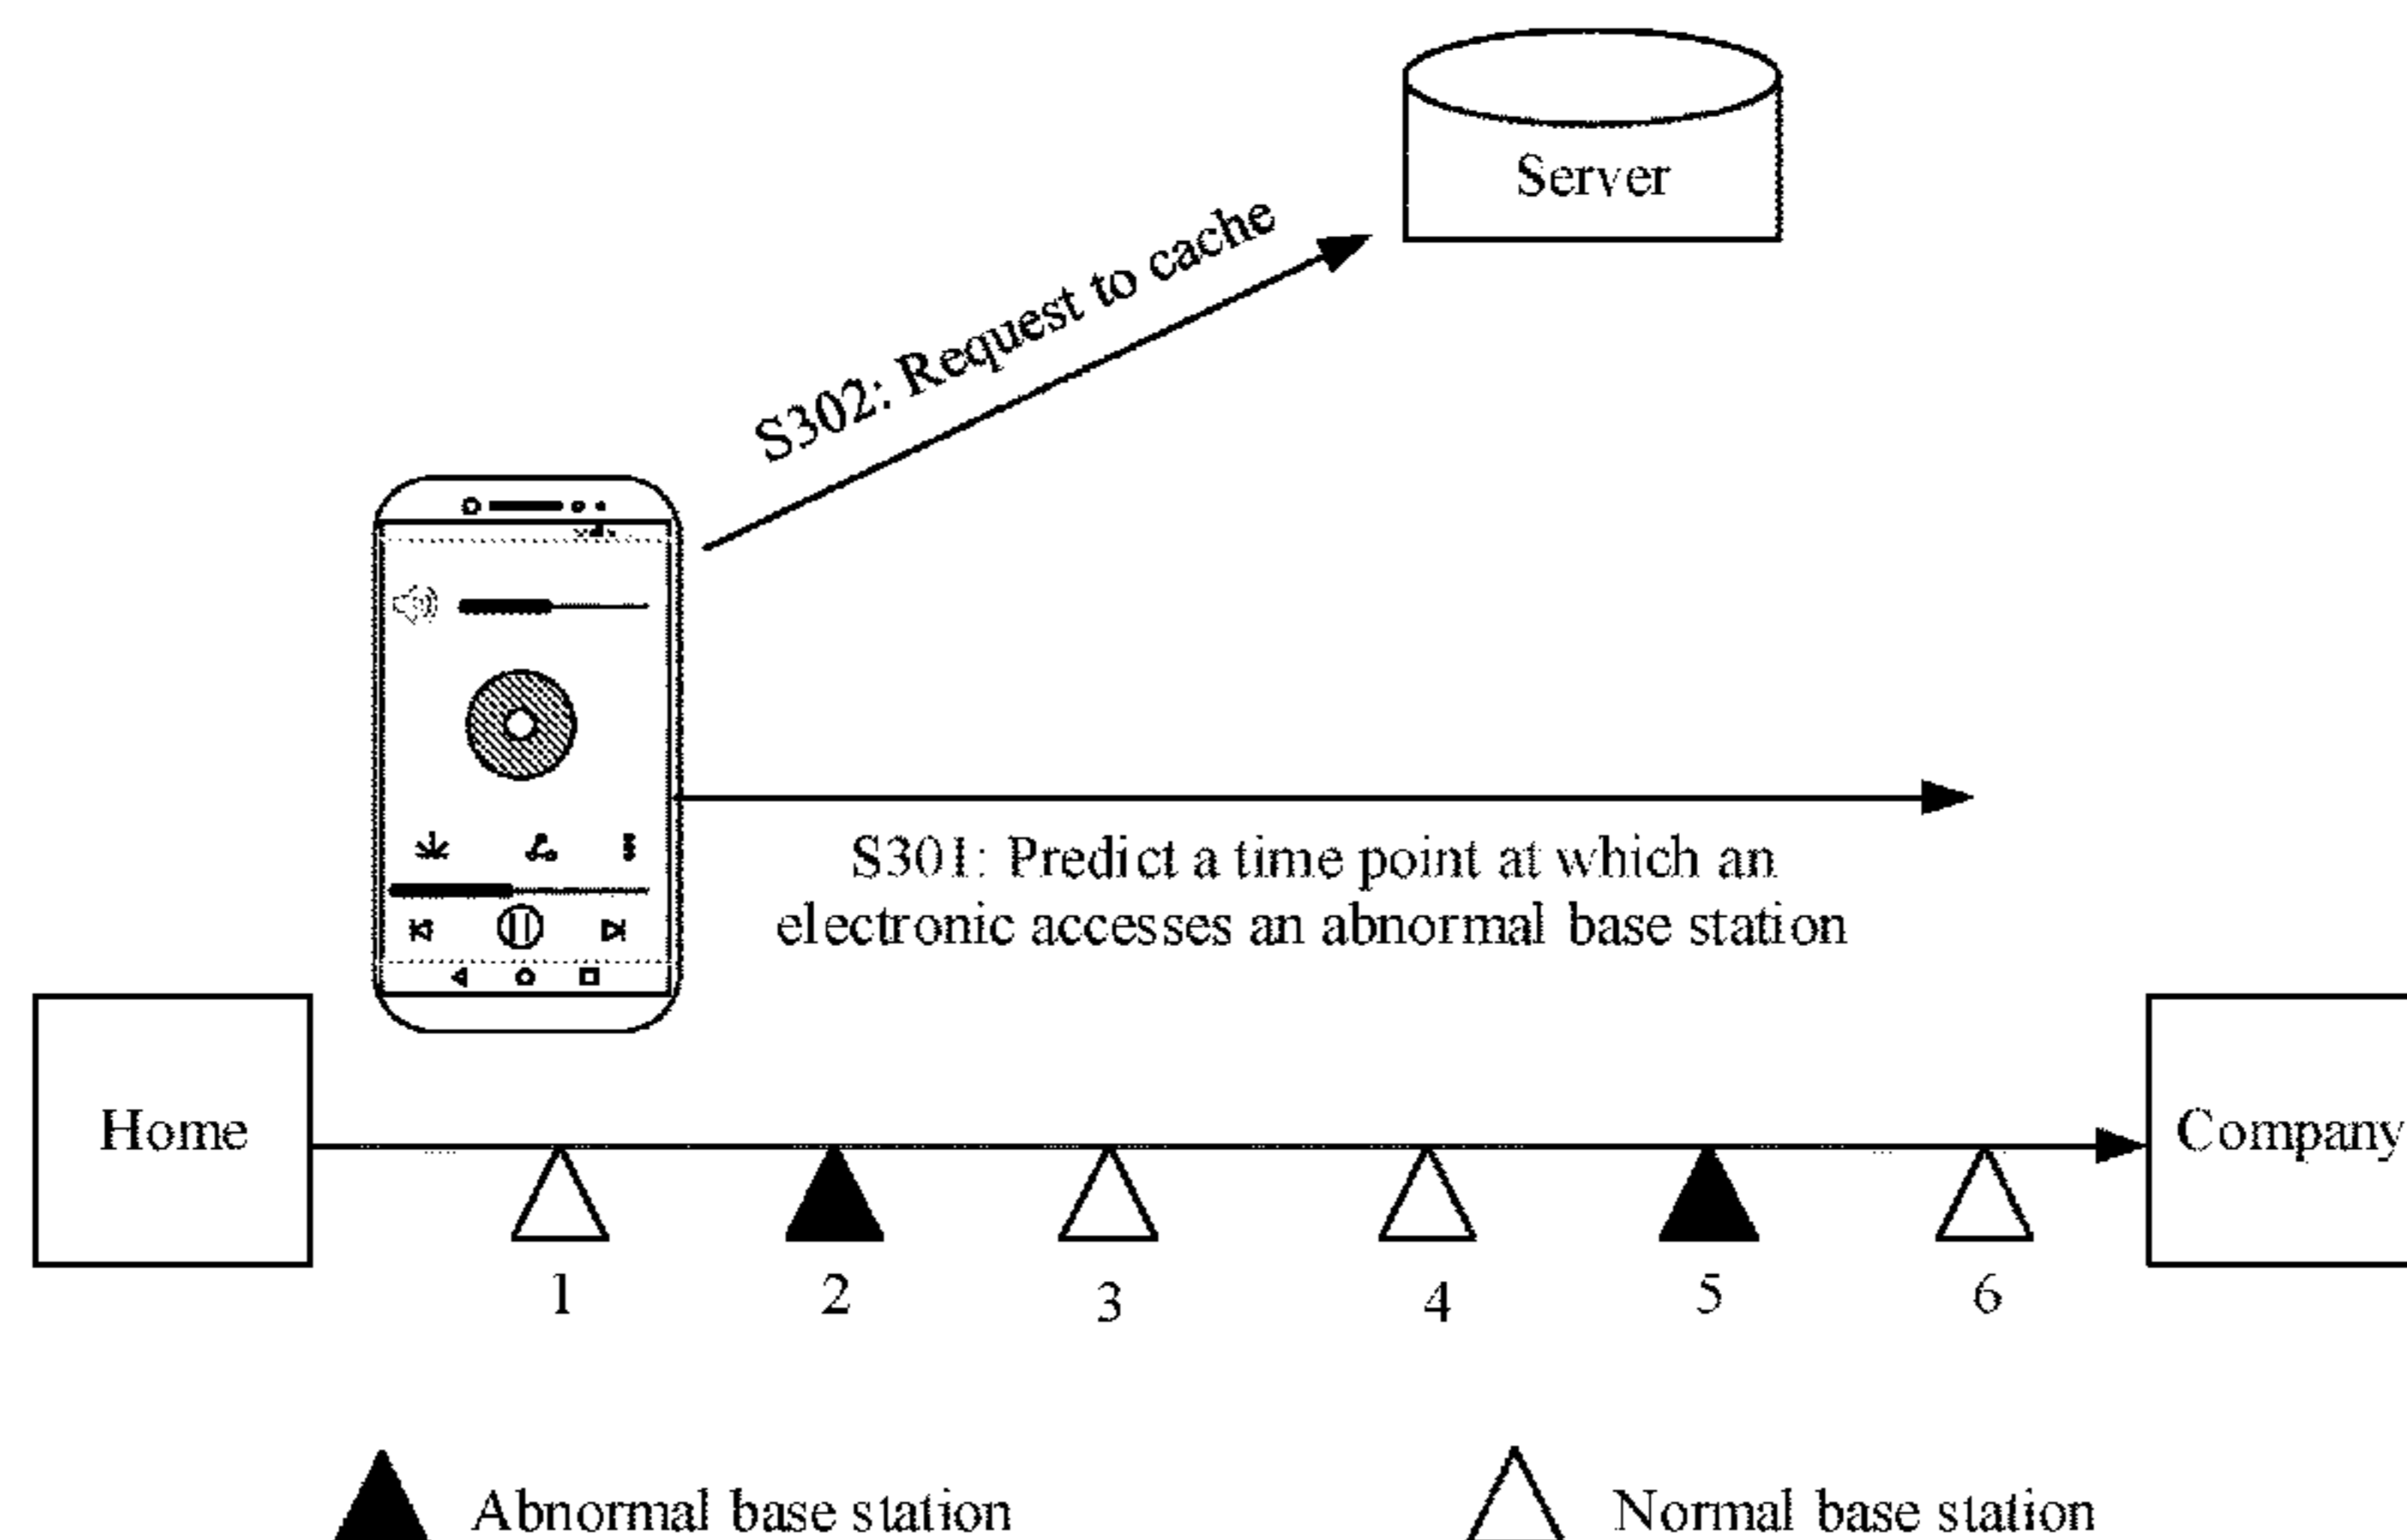 Server
S302: Request to cache
S301: Predict a time point at which an
electronic accesses an abnormal base station
Home
Company
1 2 3 4 5 6
Abnormal base station
Normal base station